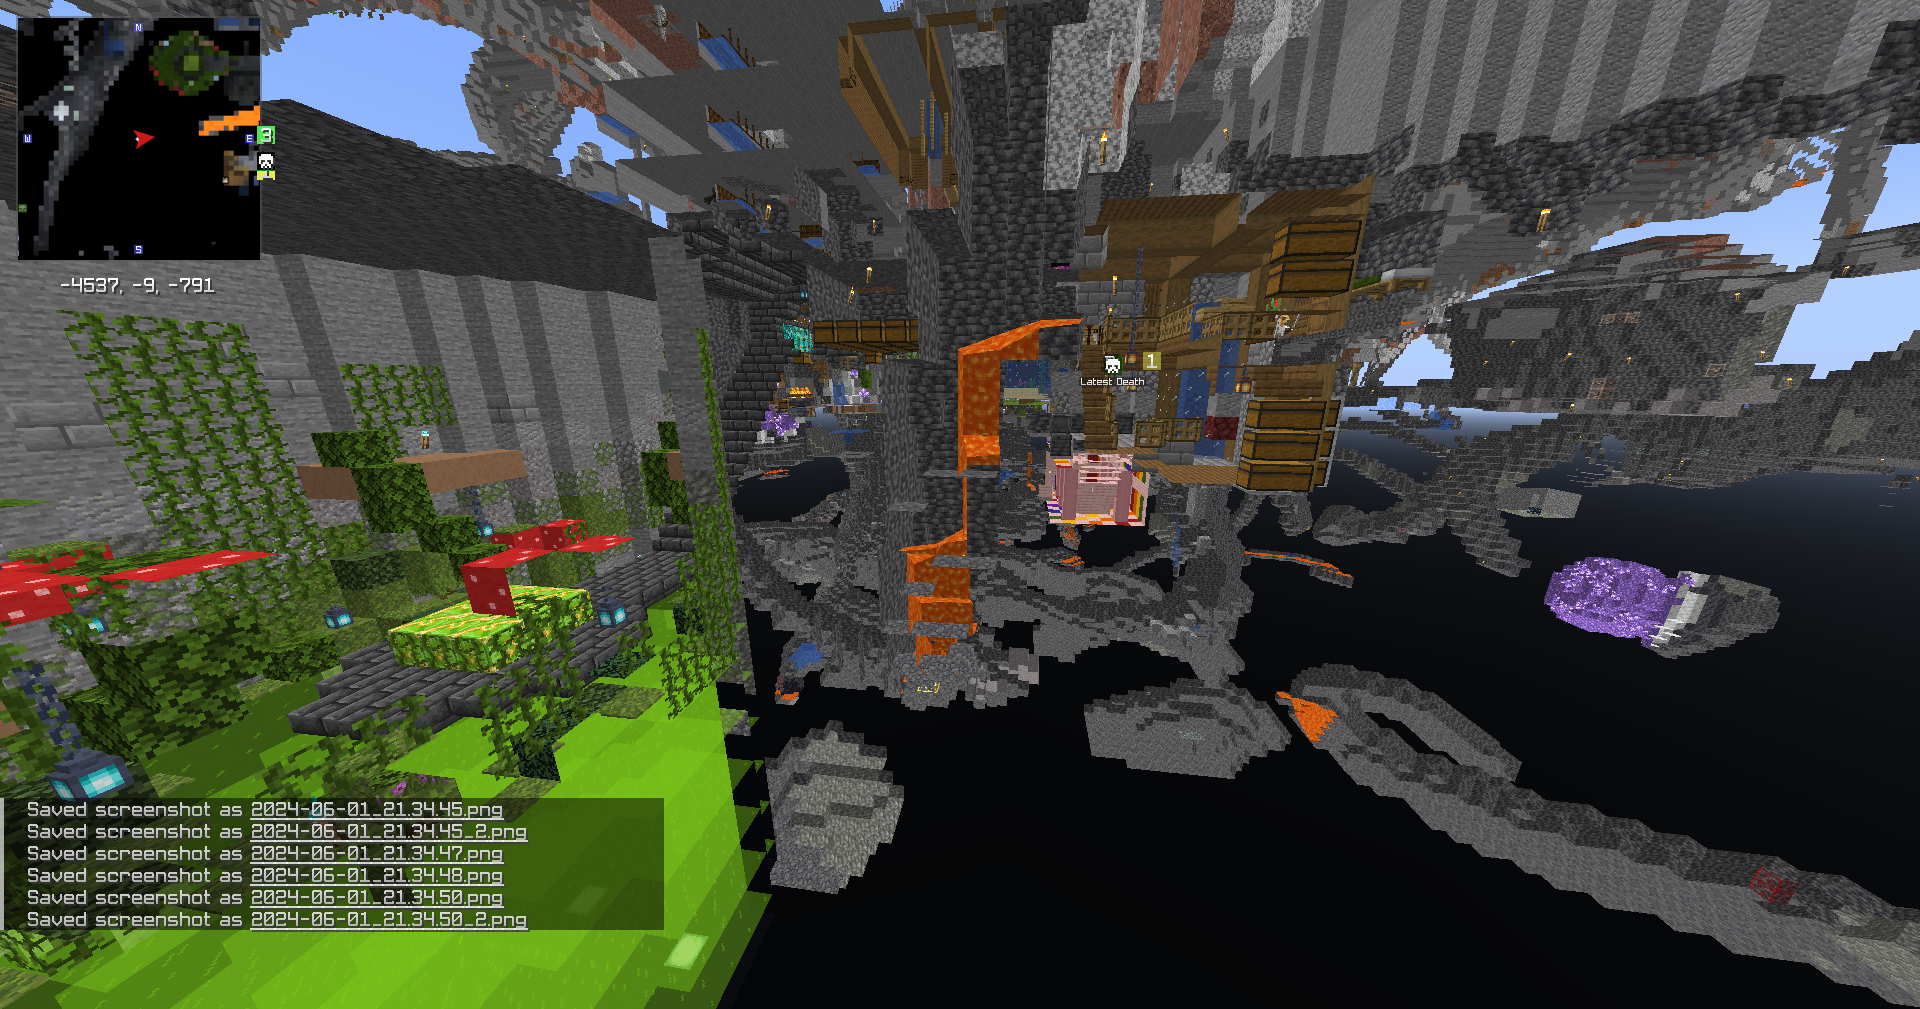 N
W
E
3
S
-4537, -9, -791
1
Latest Death
Saved screenshot as 2024-06-01_21.34.45.png
Saved screenshot as 2024-06-01_21.34.45_2.png
Saved screenshot as 2024-06-01_21.34.47.png
Saved screenshot as 2024-06-01_21.34.48.png
Saved screenshot as 2024-06-01_21.34.50.png
Saved screenshot as 2024-06-01_21.34.50_2.png